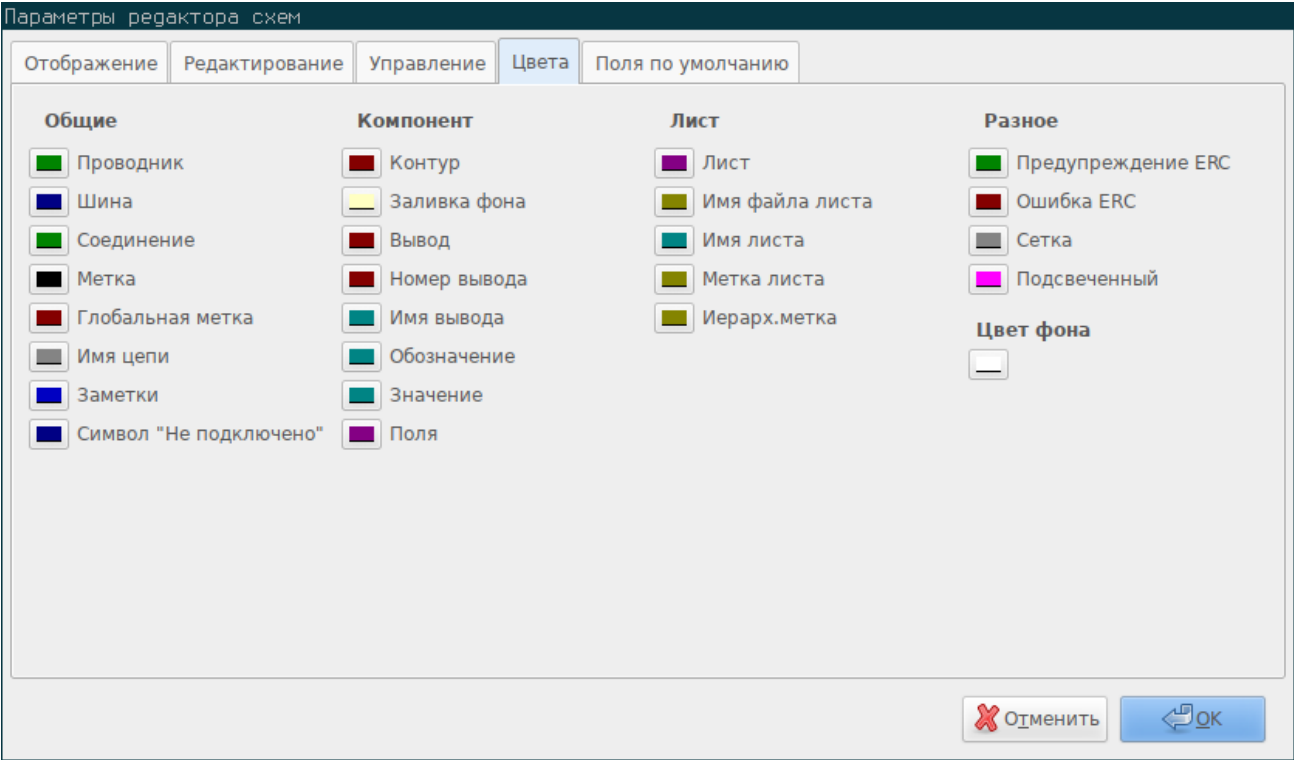 Параметры редактора схем
Отображение Редактирование Управление Цвета Поля по умолчанию
Общие
Проводник
Шина
Соединение
Метка
Глобальная метка
Имя цепи
Заметки
Символ "Не подключено"
Компонент
Контур
Заливка фона
Вывод
Номер вывода
Имя вывода
Обозначение
Значение
Поля
Лист
Лист
Имя файла листа
Имя листа
Метка листа
Иерарх.метка
Разное
Предупреждение ERC
Ошибка ERC
Сетка
Подсвеченный
Цвет фона
Отменить OK